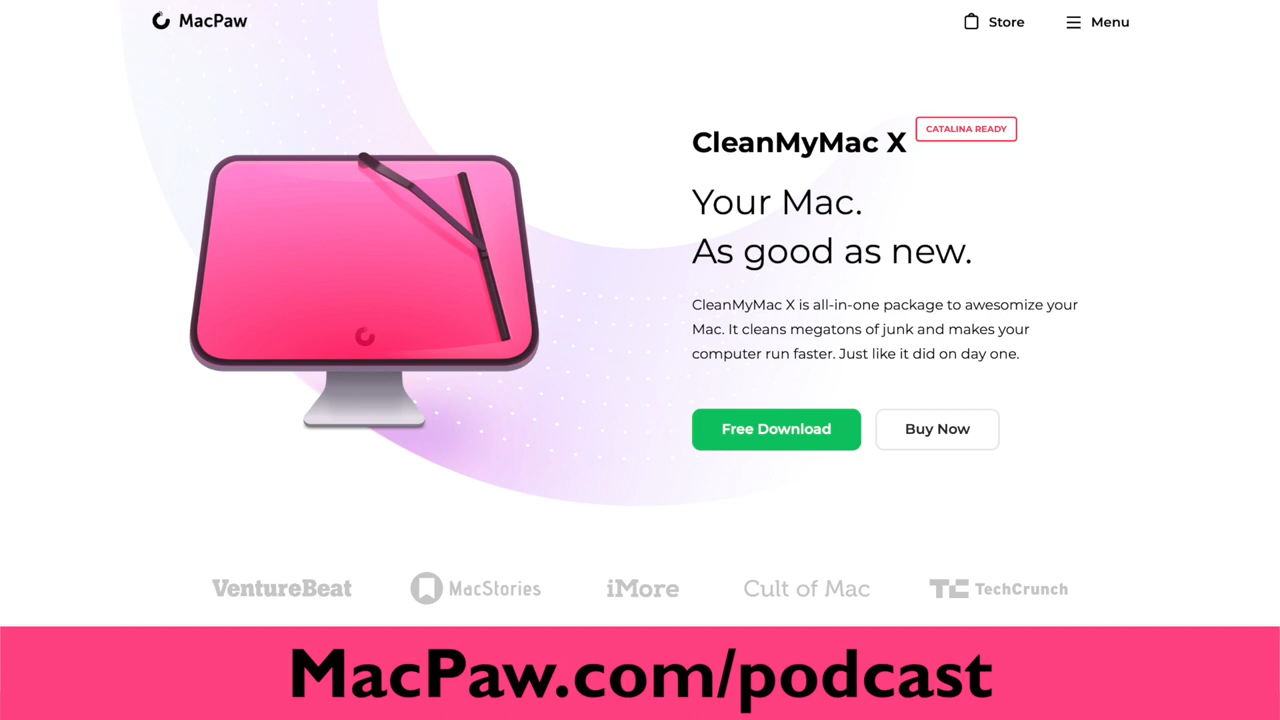 MacPaw
Store
Menu
CleanMyMac X
CATALINA READY
Your Mac.
As good as new.
CleanMyMac X is all-in-one package to awesomize your
Mac. It cleans megatons of junk and makes your
computer run faster. Just like it did on day one.
Free Download
Buy Now
VentureBeat
MacStories
iMore
Cult of Mac
TC TechCrunch
MacPaw.com/podcast